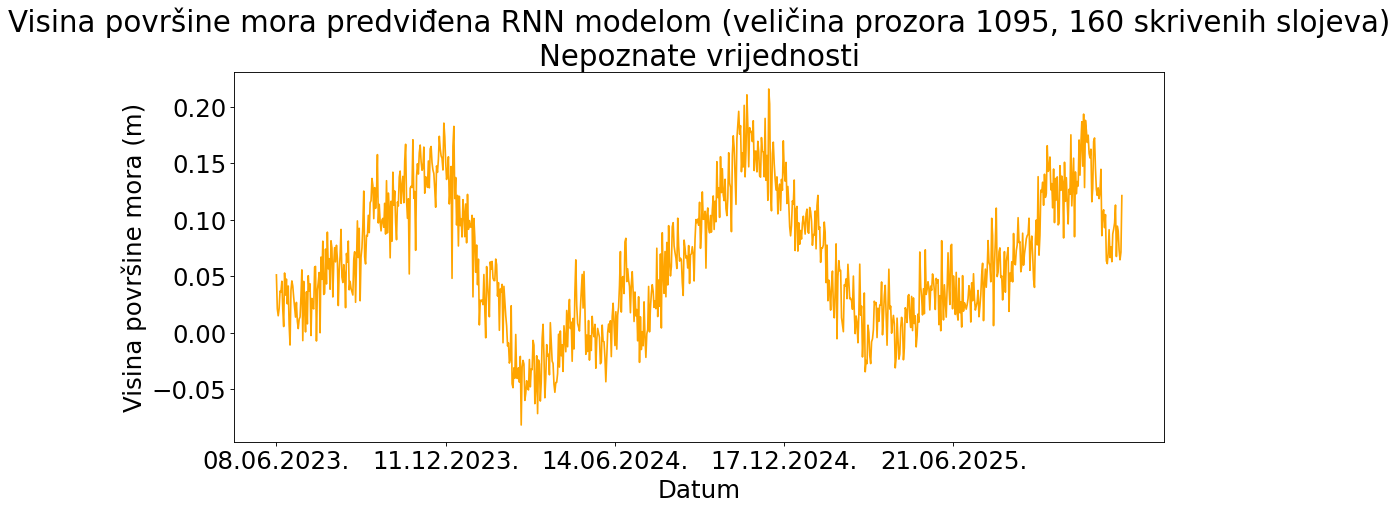 Visina površine mora predviđena RNN modelom (veličina prozora 1095, 160 skrivenih slojeva)
Nepoznate vrijednosti
Visina površine mora (m)
0.20
0.15
0.10
0.05
0.00
−0.05
08.06.2023. 11.12.2023. 14.06.2024. 17.12.2024. 21.06.2025.
Datum